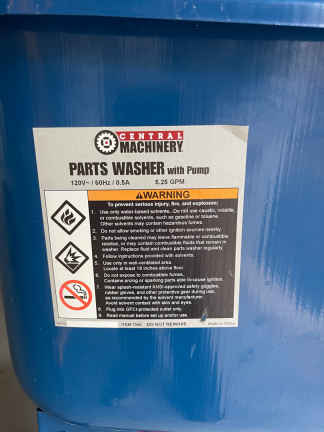 CENTRAL
MACHINERY
PARTS WASHER with Pump
120V~ / 60Hz / 0.5A 5.25 GPM
WARNING
To prevent serious injury, fire, and explosion:
1. Use only water-based solvents. Do not use caustic, volatile,
or combustible solvents, such as gasoline or toluene.
Other solvents may contain hazardous fumes.
2. Do not allow smoking or other ignition sources nearby.
3. Parts being cleaned may leave flammable or combustible
residue, or may contain combustible fluids that remain in
washer. Replace fluid and clean parts washer regularly.
4. Follow instructions provided with solvents.
5. Use only in well-ventilated area.
Locate at least 18 inches above floor.
6. Do not expose to combustible fumes.
Contains arcing or sparking parts able to cause ignition.
7. Wear splash-resistant ANSI-approved safety goggles,
rubber gloves, and other protective gear during use,
as recommended by the solvent manufacturer.
Avoid solvent contact with skin and eyes.
8. Plug into GFCI-protected outlet only.
9. Read manual before set up and/or use.
ITEM DO NOT REMOVE Made in China